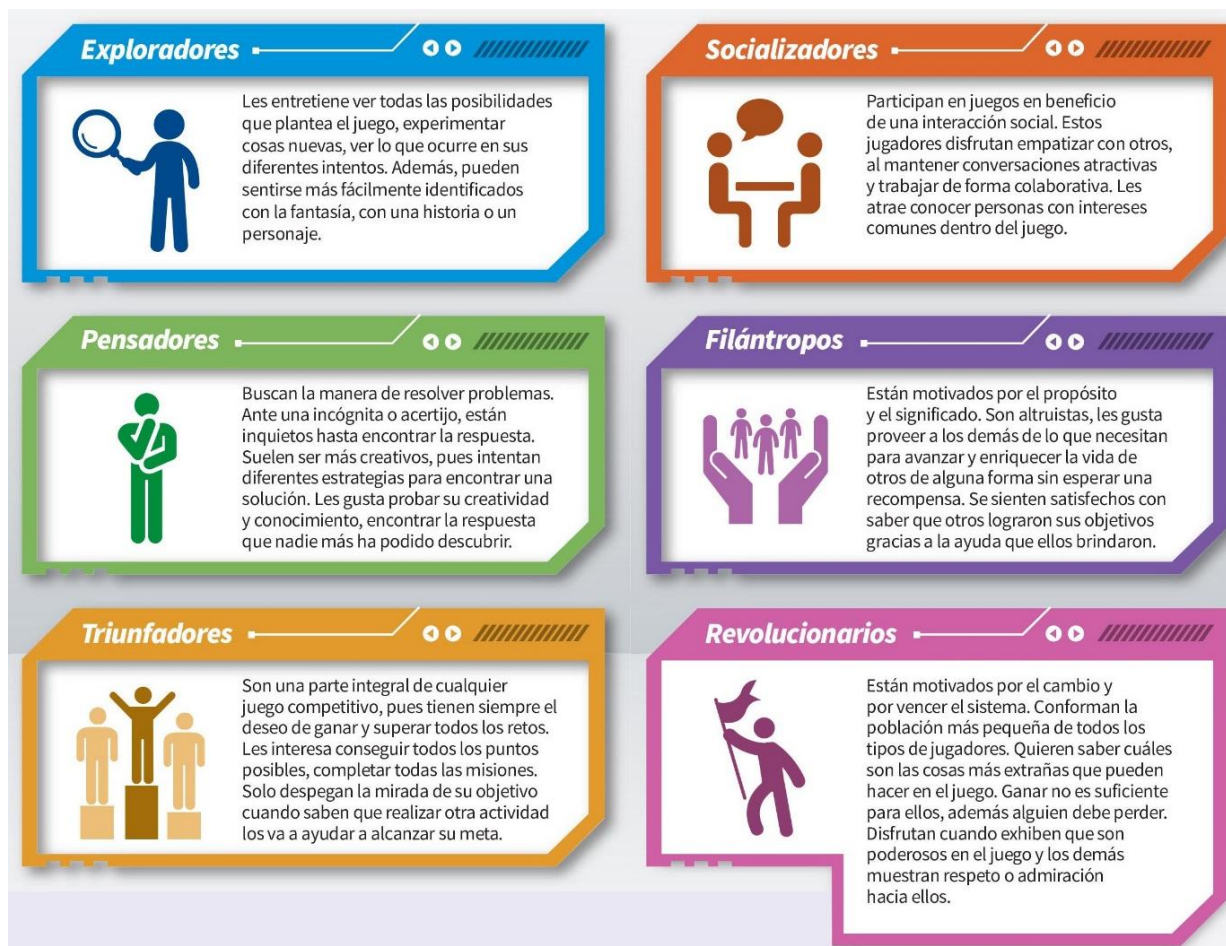 Exploradores
Les entretiene ver todas las posibilidades
que plantea el juego, experimentar
cosas nuevas, ver lo que ocurre en sus
diferentes intentos. Además, pueden
sentirse más fácilmente identificados
con la fantasía, con una historia o un
personaje.
Socializadores
Participan en juegos en beneficio
de una interacción social. Estos
jugadores disfrutan empatizar con otros,
al mantener conversaciones atractivas
y trabajar de forma colaborativa. Les
atrae conocer personas con intereses
comunes dentro del juego.
Pensadores
Buscan la manera de resolver problemas.
Ante una incógnita o acertijo, están
inquietos hasta encontrar la respuesta.
Suelen ser más creativos, pues intentan
diferentes estrategias para encontrar una
solución. Les gusta probar su creatividad
y conocimiento, encontrar la respuesta
que nadie más ha podido descubrir.
Filántropos
Están motivados por el propósito
y el significado. Son altruistas, les gusta
proveer a los demás de lo que necesitan
para avanzar y enriquecer la vida de
otros de alguna forma sin esperar una
recompensa. Se sienten satisfechos con
saber que otros lograron sus objetivos
gracias a la ayuda que ellos brindaron.
Triunfadores
Son una parte integral de cualquier
juego competitivo, pues tienen siempre el
deseo de ganar y superar todos los retos.
Les interesa conseguir todos los puntos
posibles, completar todas las misiones.
Solo despegan la mirada de su objetivo
cuando saben que realizar otra actividad
los va a ayudar a alcanzar su meta.
Revolucionarios
Están motivados por el cambio y
por vencer el sistema. Conforman la
población más pequeña de todos los
tipos de jugadores. Quieren saber cuáles
son las cosas más extrañas que pueden
hacer en el juego. Ganar no es suficiente
para ellos, además alguien debe perder.
Disfrutan cuando exhiben que son
poderosos en el juego y los demás
muestran respeto o admiración
hacia ellos.